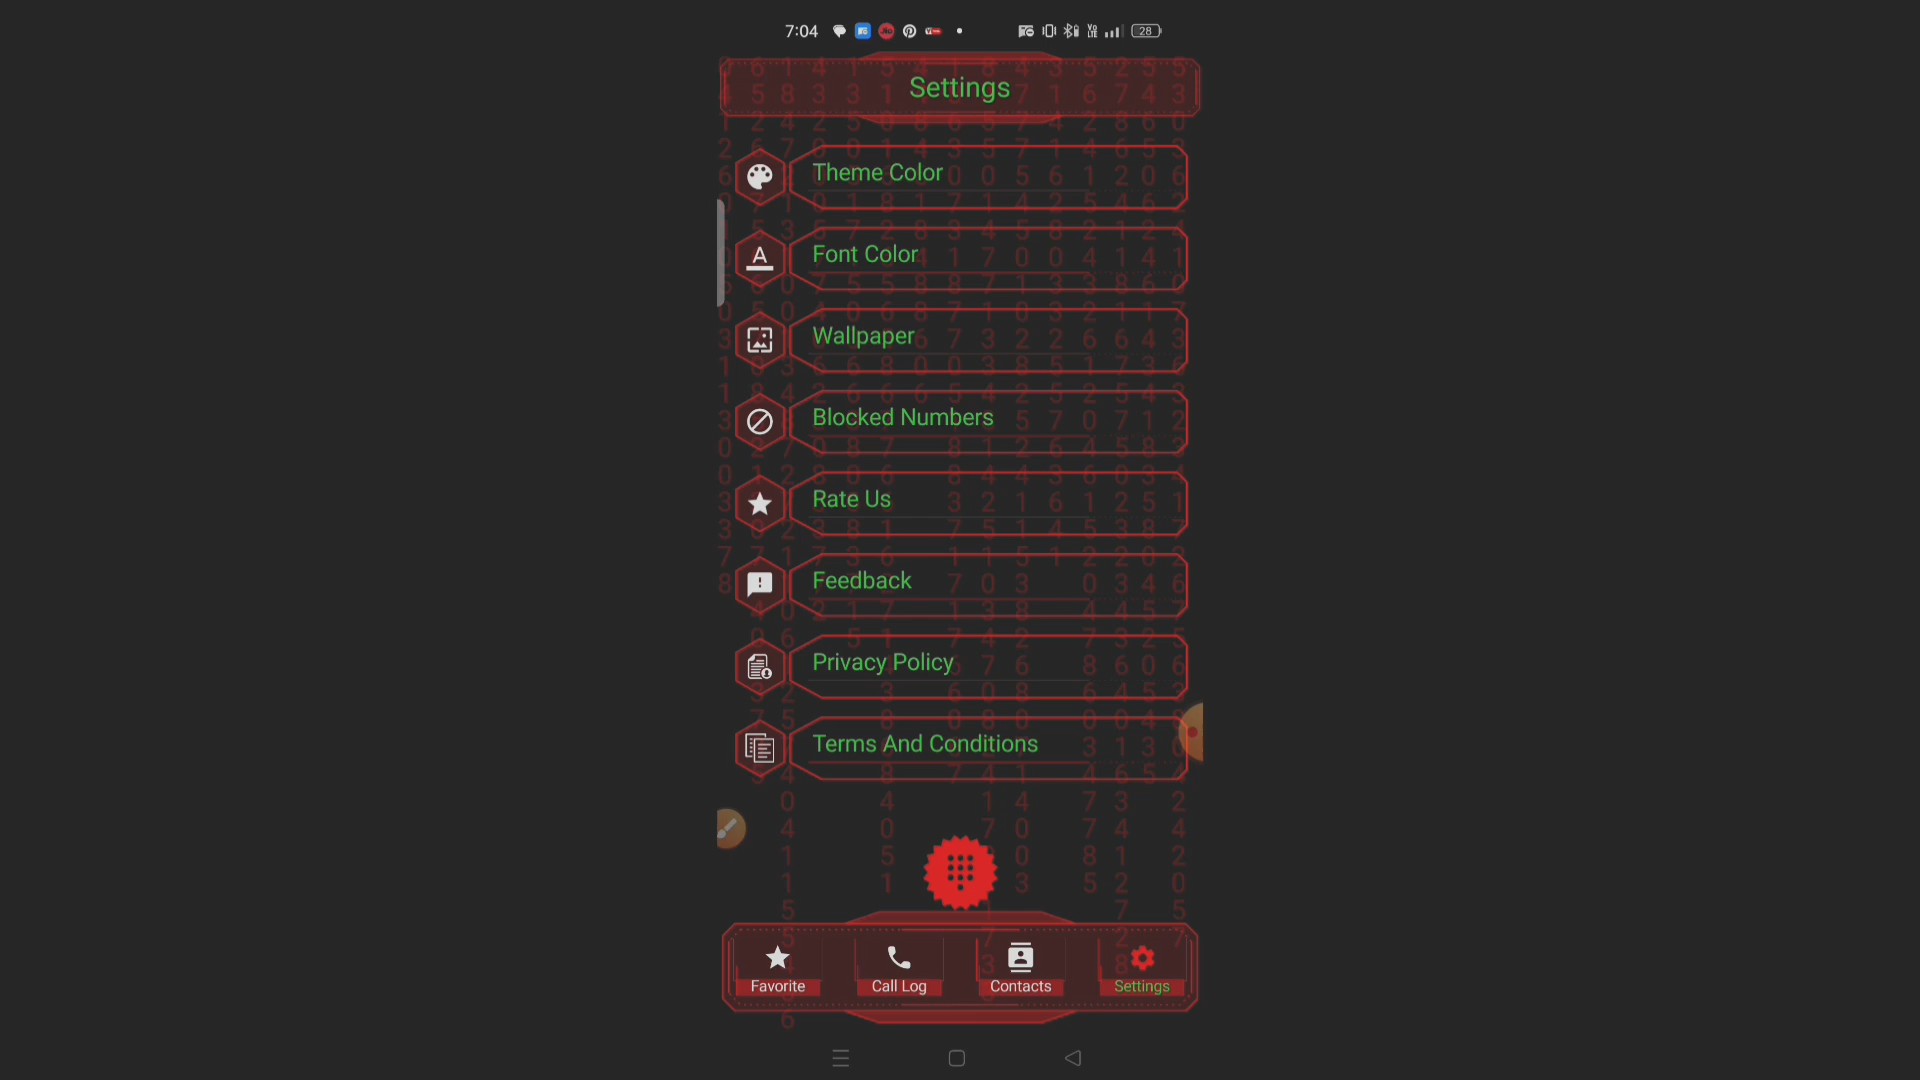 7:04
28
Settings
Theme Color
Font Color
Wallpaper
Blocked Numbers
Rate Us
Feedback
Privacy Policy
Terms And Conditions
Favorite
Call Log
Contacts
Settings